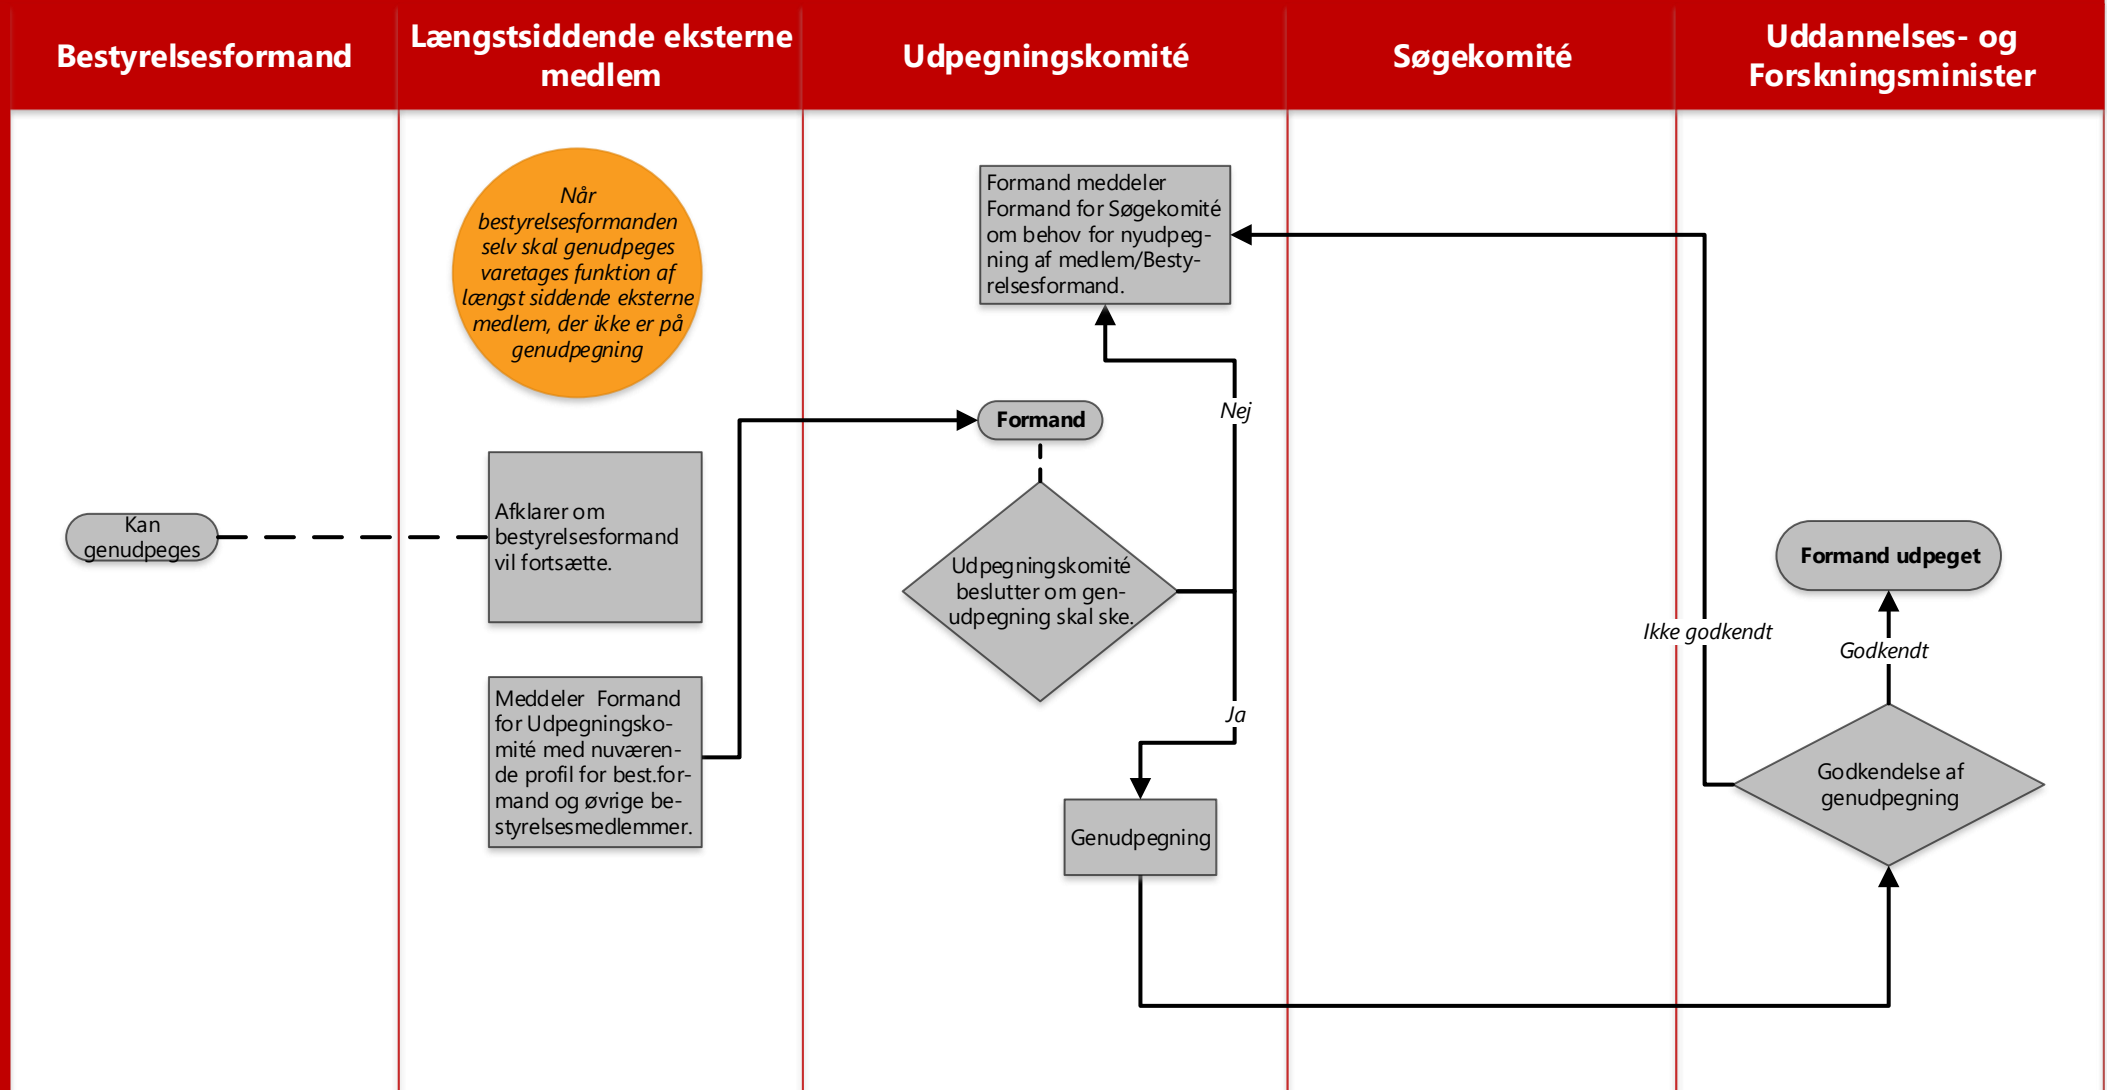 Bestyrelsesformand
Længstsiddende eksterne
medlem
Udpegningskomité
Søgekomité
Uddannelses- og
Forskningsminister
Når
bestyrelsesformanden
selv skal genudpeges
varetages funktion af
længst siddende eksterne
medlem, der ikke er på
genudpegning
Formand meddeler
Formand for Søgekomité
om behov for nyudpeg-
ning af medlem/Besty-
relsesformand.
Nej
Formand
Kan
genudpeges
Afklarer om
bestyrelsesformand
vil fortsætte.
Udpegningskomité
beslutter om gen-
udpegning skal ske.
Formand udpeget
Ikke godkendt
Godkendt
Meddeler Formand
for Udpegningsko-
mité med nuværen-
de profil for best.for-
mand og øvrige be-
styrelsesmedlemmer.
Ja
Genudpegning
Godkendelse af
genudpegning